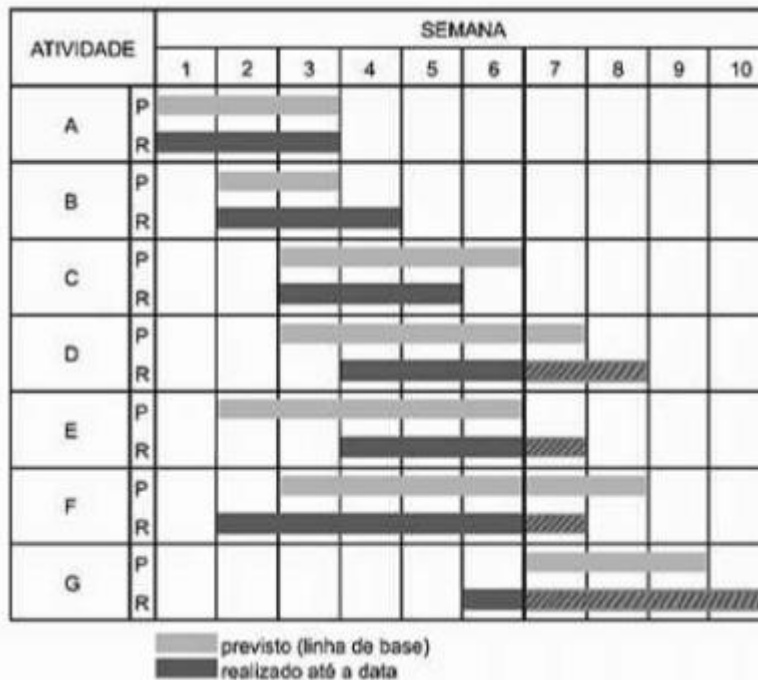 ATIVIDADE
SEMANA
1 2 3 4 5 6 7 8 9 10
A
P
R
B
P
R
C
P
R
D
P
R
E
P
R
F
P
R
G
P
R
previsto (linha de base)
realizado até a data